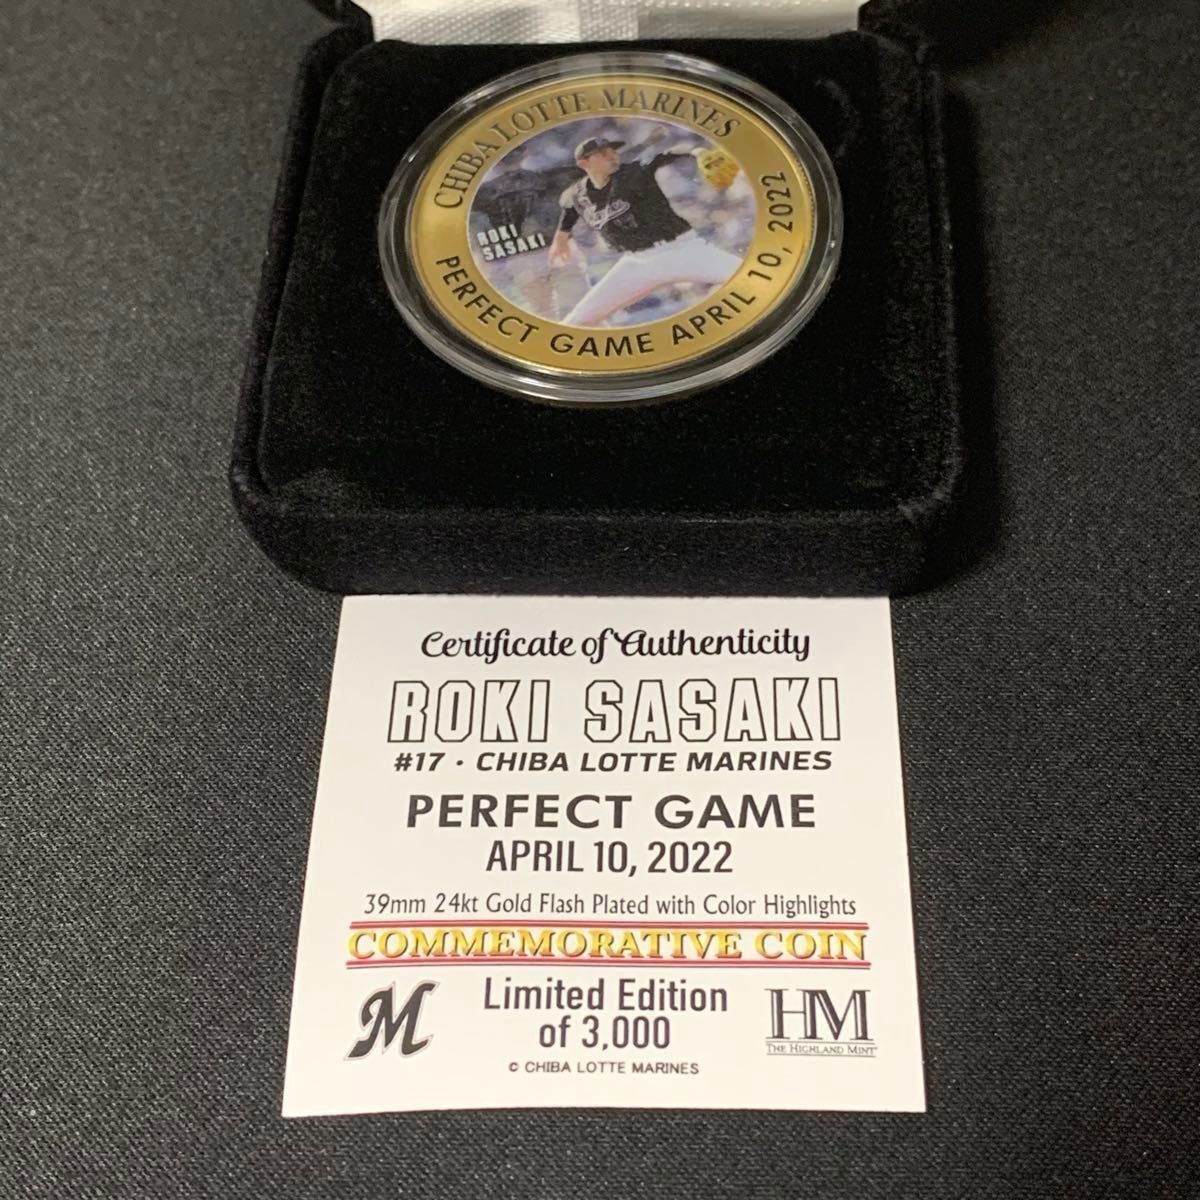 CHIBA LOTTE MARINES
ROKI
SASAKI
PERFECT GAME APRIL 10, 2022
Certificate of Authenticity
ROKI SASAKI
#17 · CHIBA LOTTE MARINES
PERFECT GAME
APRIL 10, 2022
39mm 24kt Gold Flash Plated with Color Highlights
COMMEMORATIVE COIN
M
Limited Edition
of 3,000
HM
THE HIGHLAND MINT
© CHIBA LOTTE MARINES